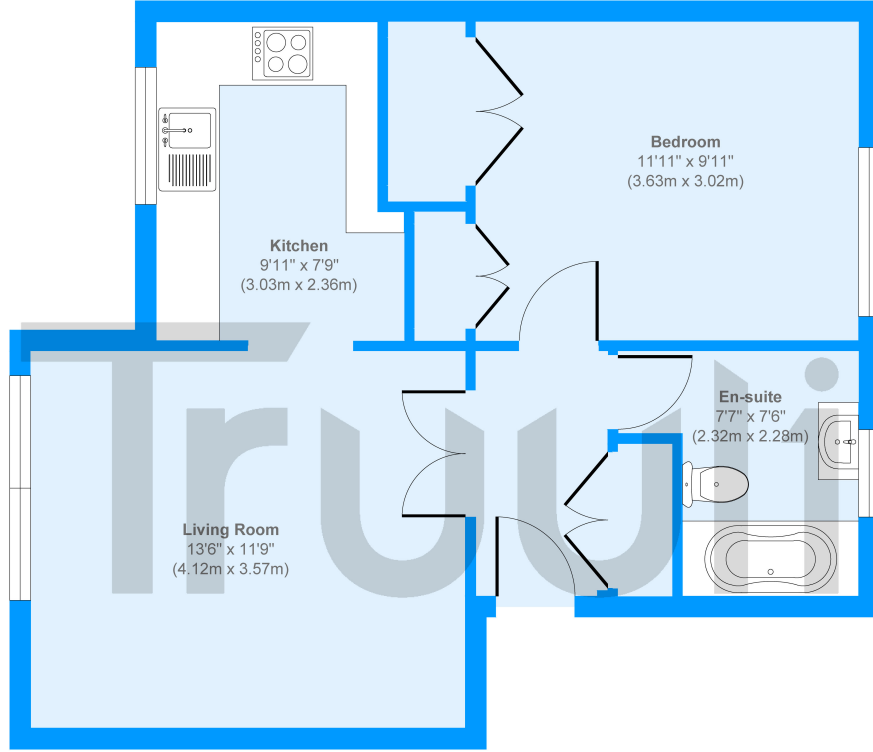 Bedroom
11'11" x 9'11"
(3.63m x 3.02m)
Kitchen
9'11" x 7'9"
(3.03m x 2.36m)
En-suite
7'7" x 7'6"
(2.32m x 2.28m)
Living Room
13'6" x 11'9"
(4.12m x 3.57m)
Truuli